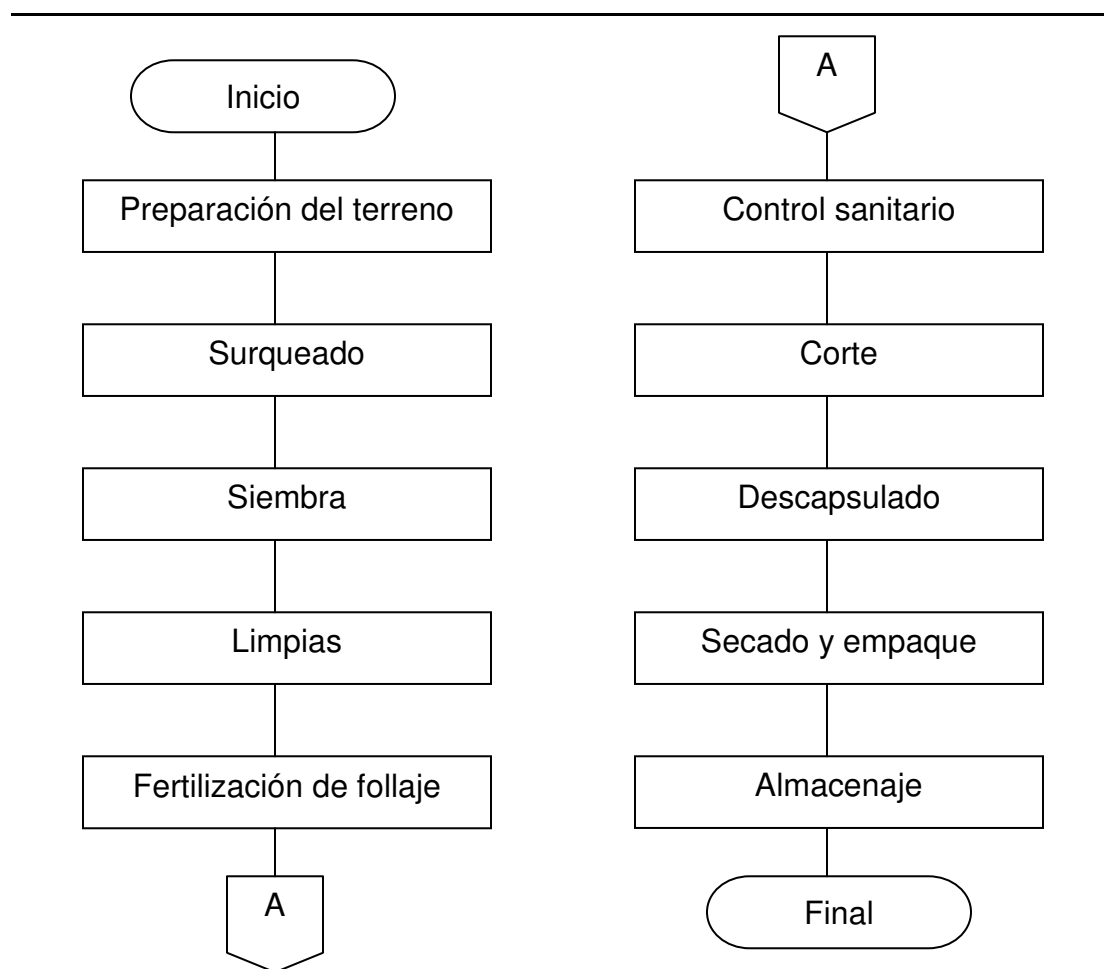 Inicio
Preparación del terreno
Surqueado
Siembra
Limpias
Fertilización de follaje
A
A
Control sanitario
Corte
Descapsulado
Secado y empaque
Almacenaje
Final